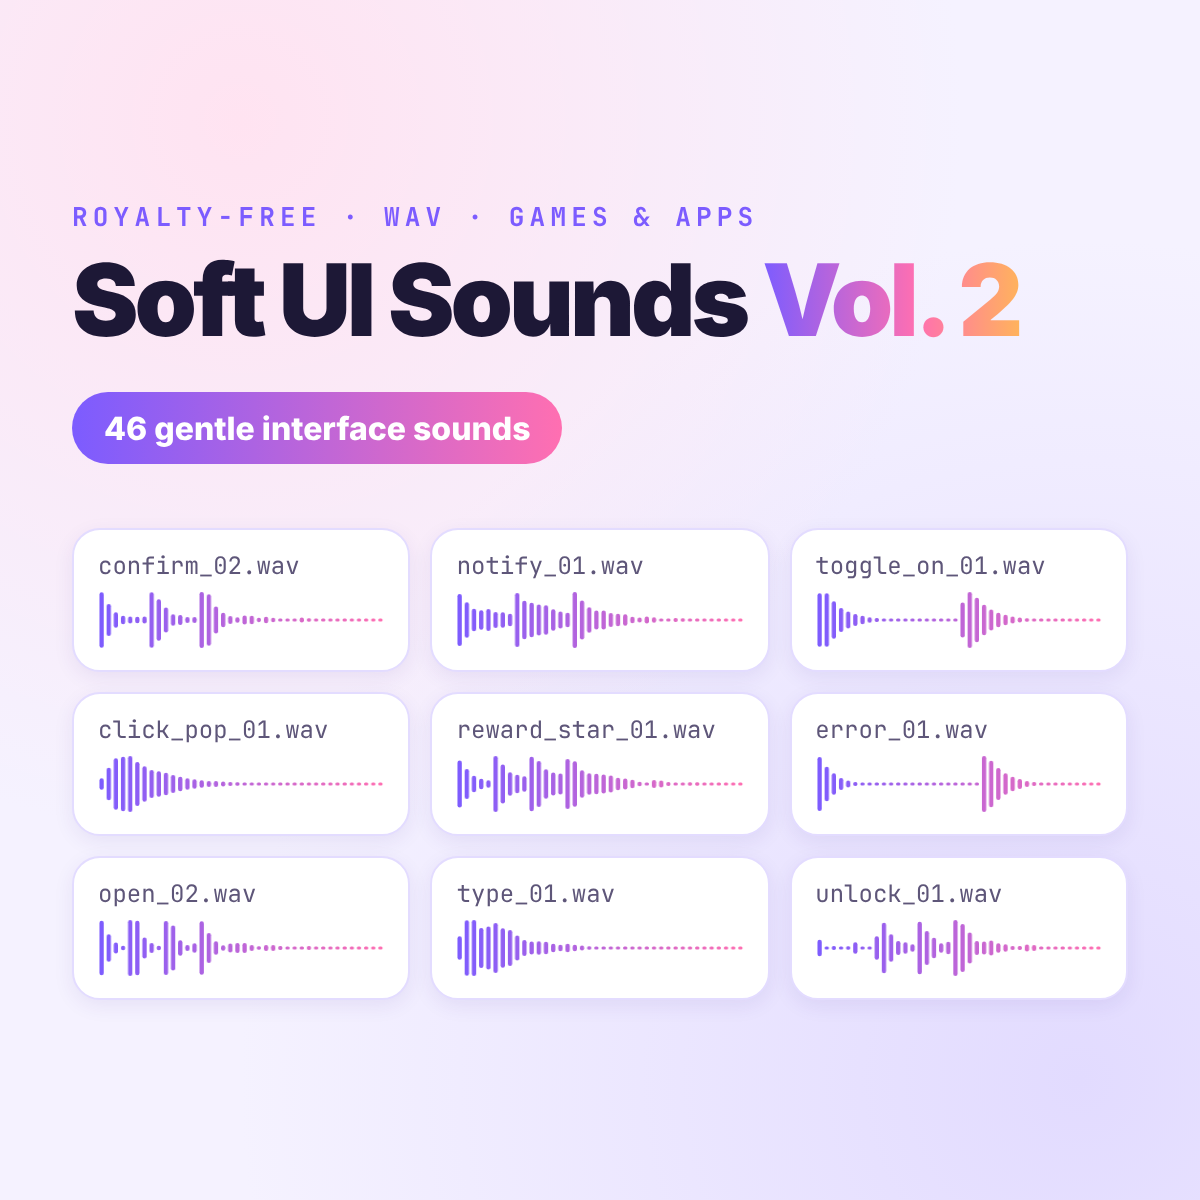 ROYALTY-FREE · WAV · GAMES & APPS
Soft UI Sounds Vol. 2
46 gentle interface sounds
confirm_02.wav
notify_01.wav
toggle_on_01.wav
click_pop_01.wav
reward_star_01.wav
error_01.wav
open_02.wav
type_01.wav
unlock_01.wav